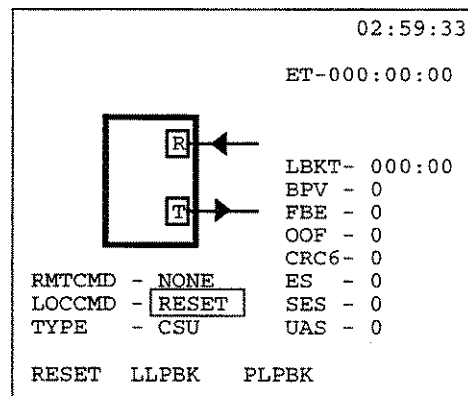 02:59:33
ET-000:00:00
R
LBKT- 000:00
BPV - 0
T
FBE - 0
OOF - 0
CRC6- 0
RMTCMD - NONE
ES - 0
LOCCMD - RESET
SES - 0
TYPE - CSU
UAS - 0
RESET LLPBK PLPBK